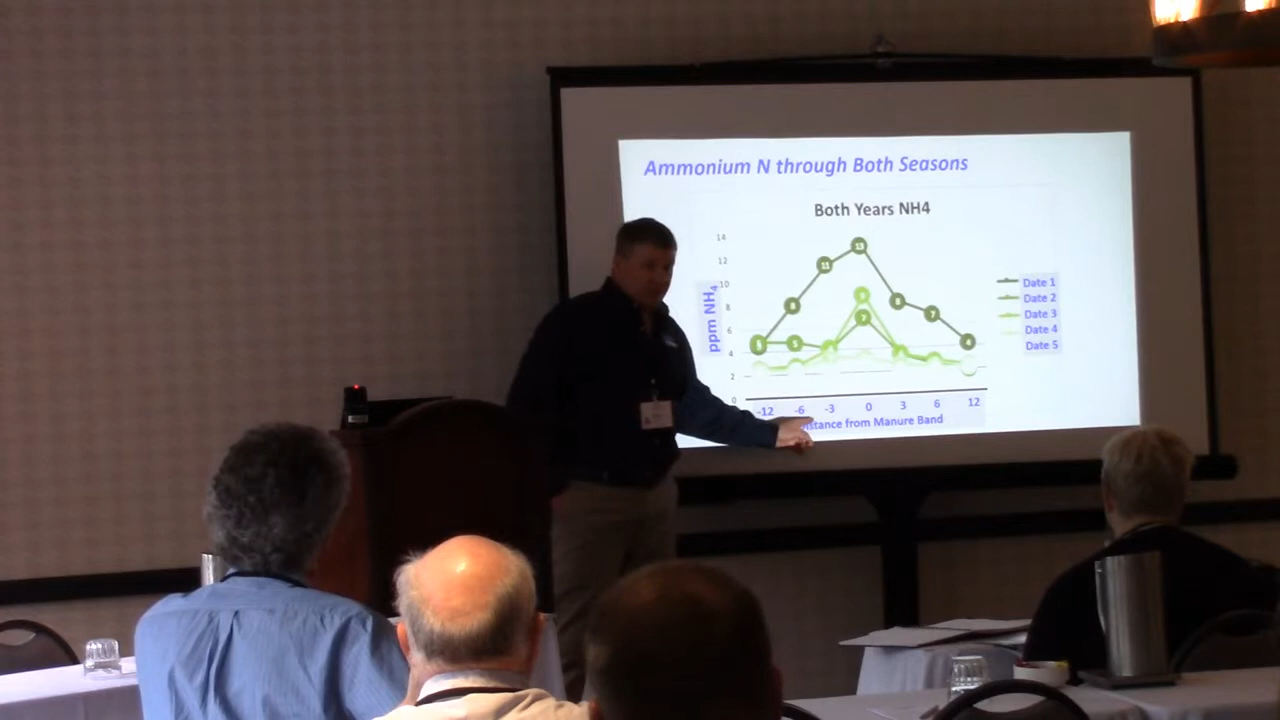 Ammonium N through Both Seasons
Both Years NH4
14
12
10
8
6
4
2
0
ppm NH4
13
11
8
8
7
5
5
4
9
7
-12 -6 -3 0 3 6 12
from Manure Band
Date 1
Date 2
Date 3
Date 4
Date 5